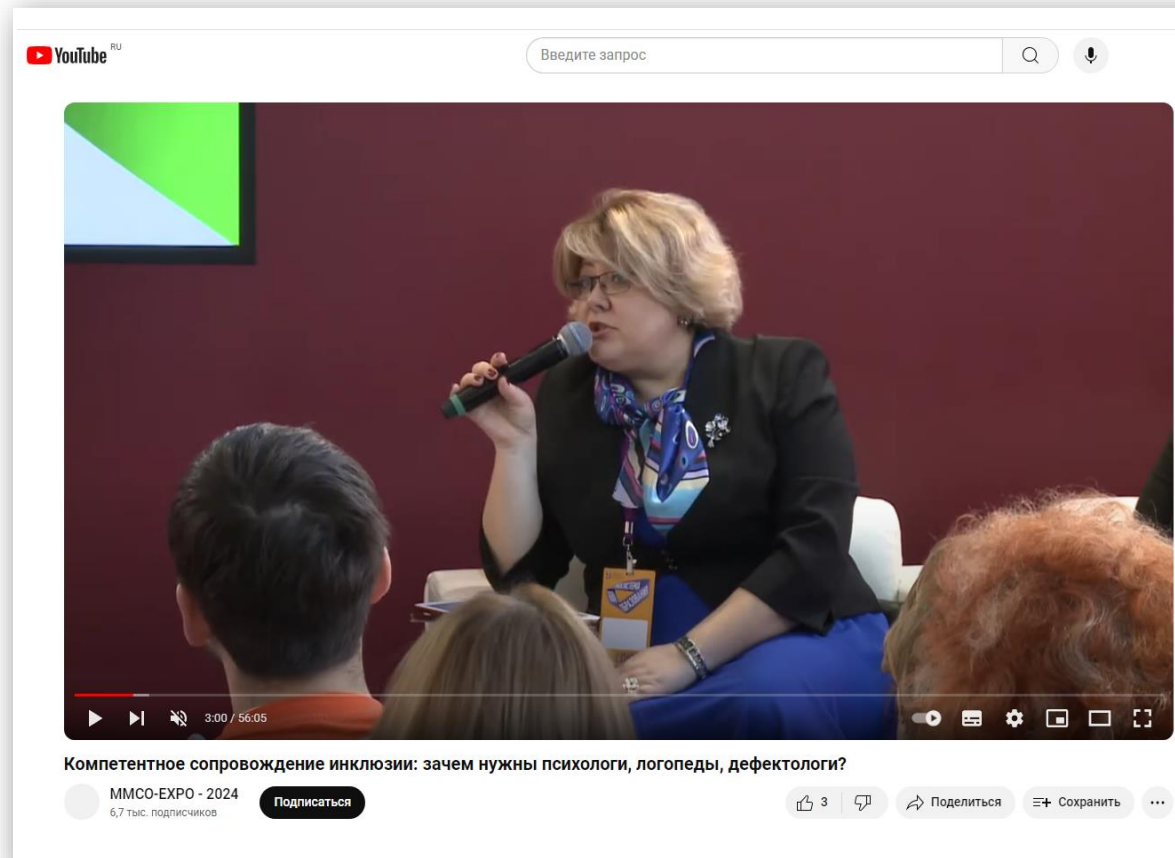 YouTube RU
Введите запрос
3:00 / 56:05
Компетентное сопровождение инклюзии: зачем нужны психологи, логопеды, дефектологи?
ММСО-EXPO - 2024
6,7 тыс. подписчиков
Подписаться
3
Поделиться
Сохранить